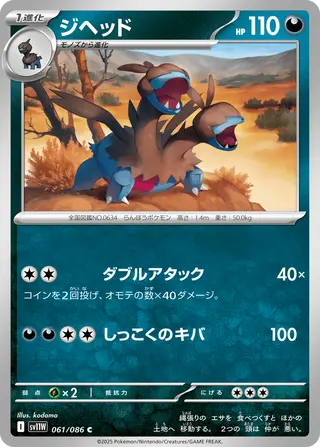 1進化
ジヘッド
HP 110
モノズから進化
全国図鑑NO.0634 らんぼうポケモン 高さ：1.4m 重さ：50.0kg
ダブルアタック 40×
コインを2回投げ、オモテの数×40ダメージ。
しっこくのキバ 100
弱点 ×2 抵抗力 にげる
Illus. kodama
I sv11W 061/086 C
縄張りの エサを 食べつくすと 別の
土地へ 移動する。2つの 頭は 仲が 悪い。
©2025 Pokémon/Nintendo/Creatures/GAME FREAK.